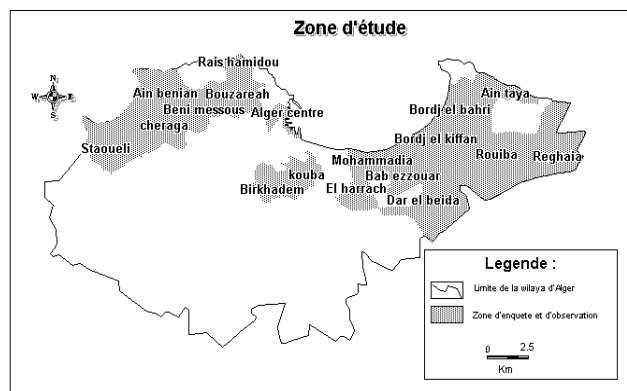 Zone d'étude
N
W E
S
Rais hamidou
Ain benian
Bouzareah
Beni messous
Alger centre
cheraga
Staoueli
Ain taya
Bordj el bahri
Bordj el kiffan
Mohammadia
Rouiba
Reghaia
kouba
Bab ezzouar
Birkhadem
El harrach
Dar el beida
Legende :
Limite de la wilaya d'Alger
Zone d'enquete et d'observation
0 2.5
Km